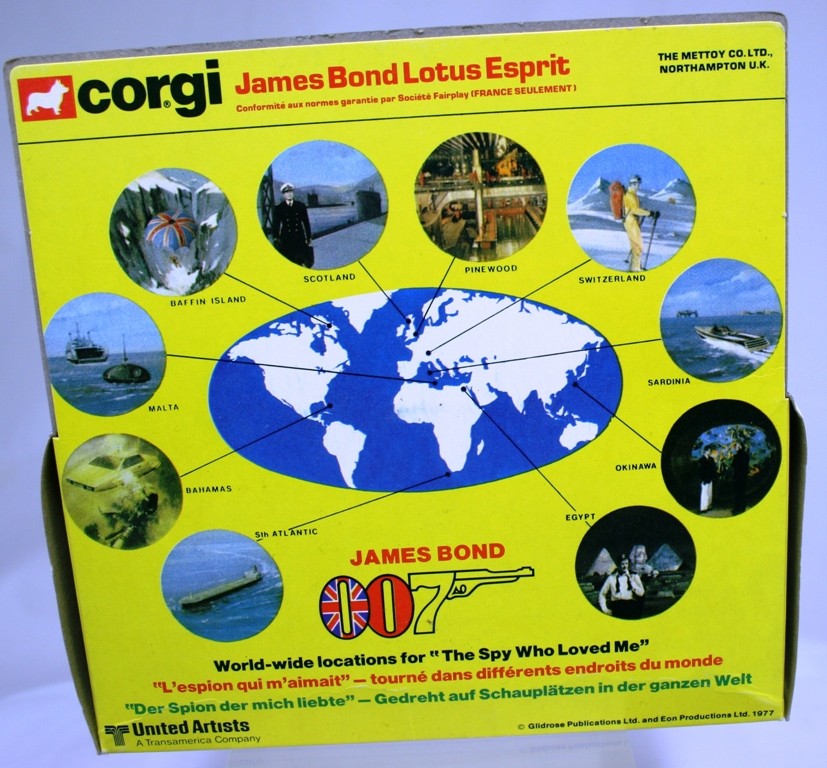 corgi
®
James Bond Lotus Esprit
Conformité aux normes garantie par Société Fairplay (FRANCE SEULEMENT)
THE METTOY CO. LTD.,
NORTHAMPTON U.K.
BAFFIN ISLAND
SCOTLAND
PINEWOOD
SWITZERLAND
MALTA
SARDINIA
BAHAMAS
OKINAWA
Sth ATLANTIC
EGYPT
JAMES BOND
007
World-wide locations for "The Spy Who Loved Me"
"L'espion qui m'aimait" — tourné dans différents endroits du monde
"Der Spion der mich liebte" — Gedreht auf Schauplätzen in der ganzen Welt
United Artists
A Transamerica Company
© Glidrose Publications Ltd. and Eon Productions Ltd. 1977